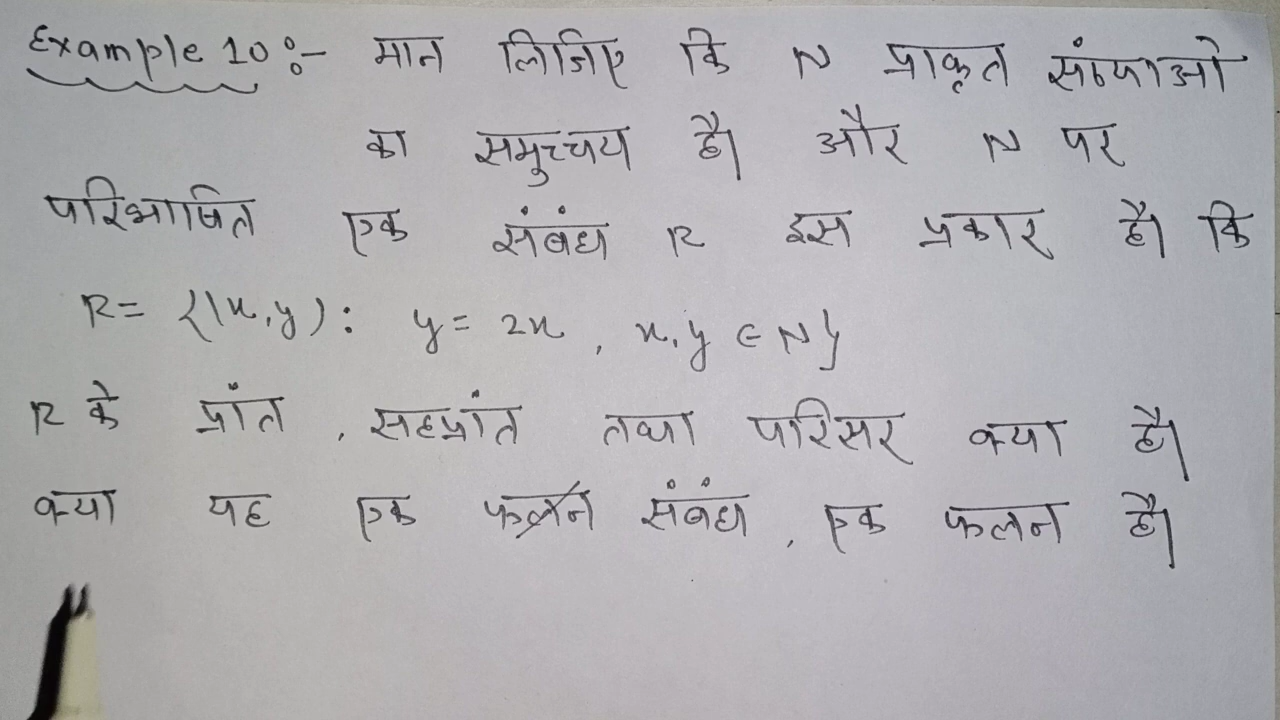 Example 10 :- मान लिजिए कि N प्राकृत संख्याओ
का समुच्चय है। और N पर
परिभाषित एक संबंध R इस प्रकार है। कि
R = {(x, y) : y = 2x , x, y ∈ N}
R के प्रांत , सहप्रांत तथा परिसर क्या है।
क्या यह एक फलन संबंध , एक फलन है।